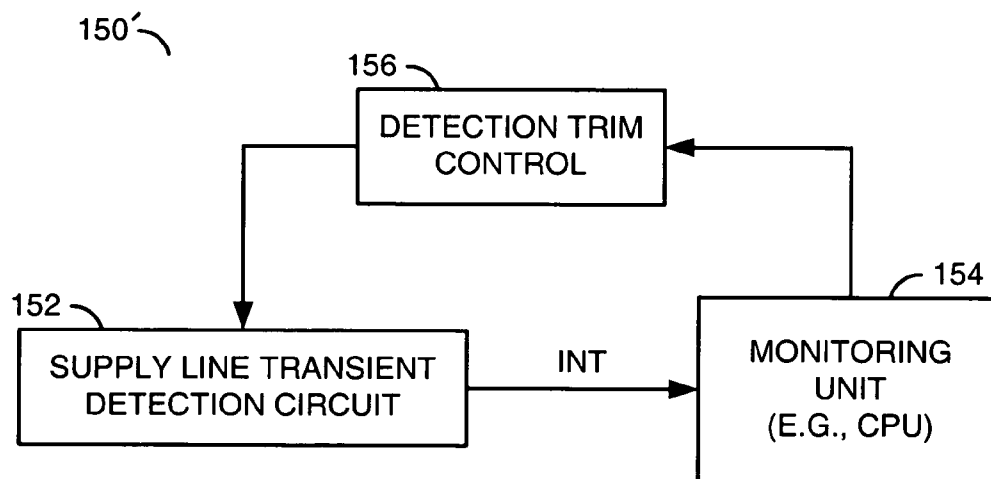 150′
156
DETECTION TRIM
CONTROL
152
SUPPLY LINE TRANSIENT
DETECTION CIRCUIT
INT
154
MONITORING
UNIT
(E.G., CPU)